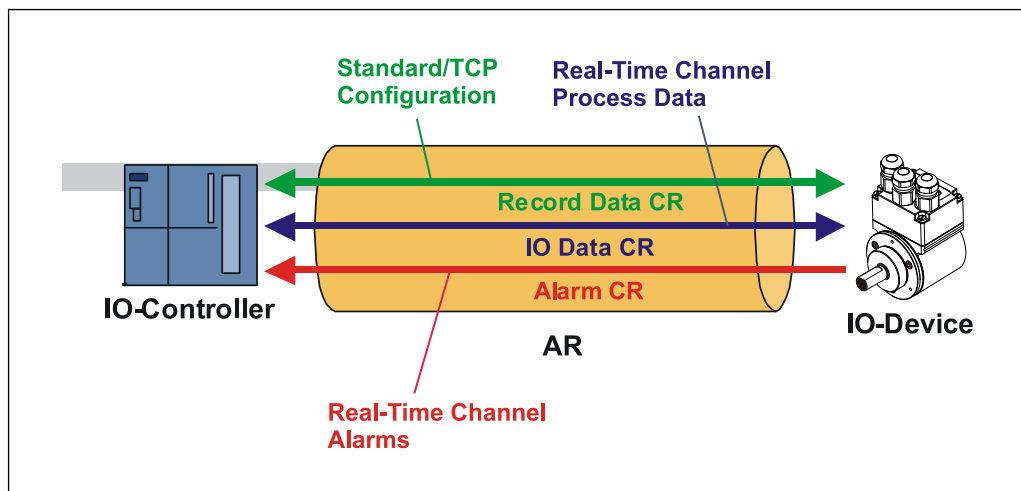 Standard/TCP
Configuration
Real-Time Channel
Process Data
Record Data CR
IO Data CR
Alarm CR
IO-Controller
IO-Device
AR
Real-Time Channel
Alarms